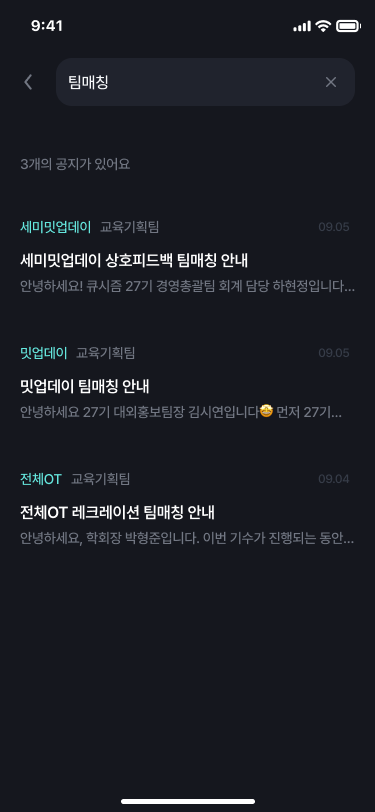 9:41
팀매칭
3개의 공지가 있어요
세미밋업데이 교육기획팀 09.05
세미밋업데이 상호피드백 팀매칭 안내
안녕하세요! 큐시즘 27기 경영총괄팀 회계 담당 하현정입니다...
밋업데이 교육기획팀 09.05
밋업데이 팀매칭 안내
안녕하세요 27기 대외홍보팀장 김시연입니다🤩 먼저 27기...
전체OT 교육기획팀 09.04
전체OT 레크레이션 팀매칭 안내
안녕하세요, 학회장 박형준입니다. 이번 기수가 진행되는 동안...